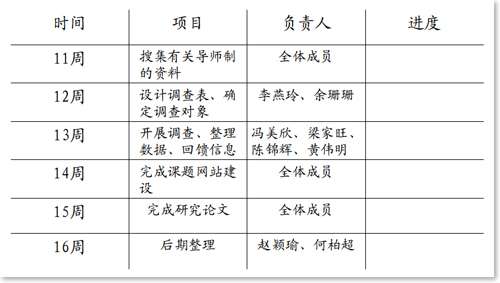 时间 项目 负责人 进度
11周 搜集有关导师制 全体成员
的资料
12周 设计调查表、确 李燕玲、余珊珊
定调查对象
13周 开展调查、整理 冯美欣、梁家旺、
数据、回馈信息 陈锦辉、黄伟明
14周 完成课题网站建 全体成员
设
15周 完成研究论文 全体成员
16周 后期整理 赵颖瑜、何柏超